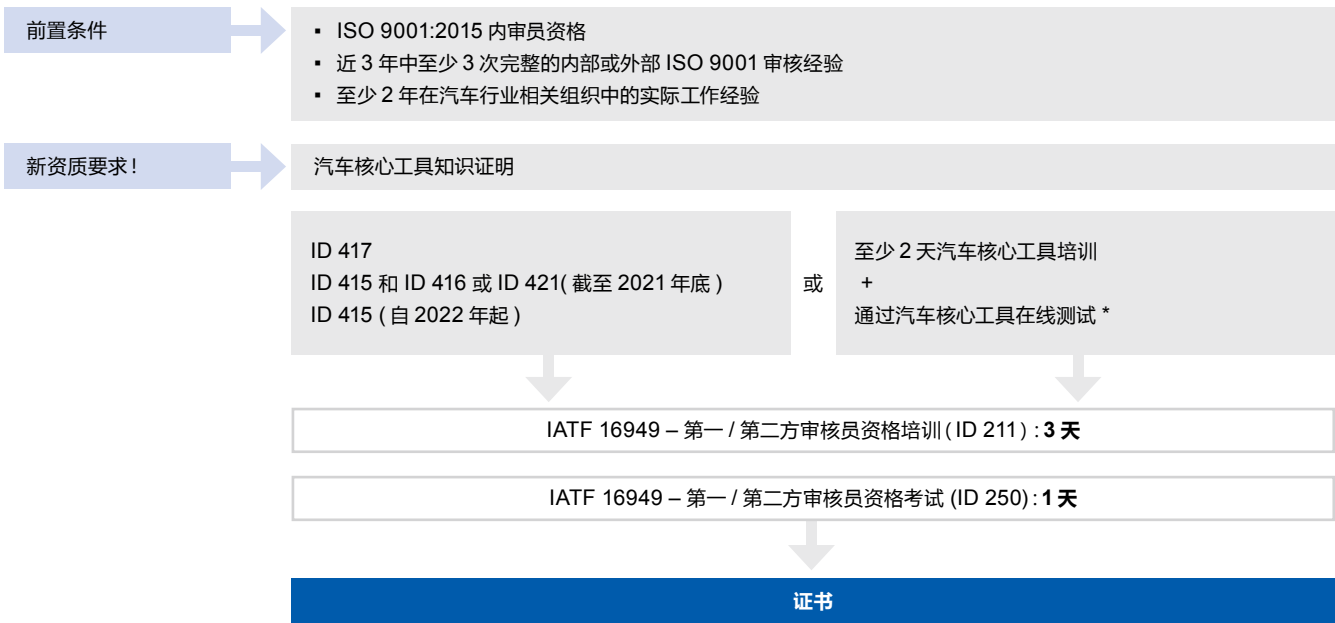 前置条件
▪ ISO 9001:2015 内审员资格
▪ 近 3 年中至少 3 次完整的内部或外部 ISO 9001 审核经验
▪ 至少 2 年在汽车行业相关组织中的实际工作经验
新资质要求！
汽车核心工具知识证明
ID 417
ID 415 和 ID 416 或 ID 421( 截至 2021 年底 )
ID 415 ( 自 2022 年起 )
或
至少 2 天汽车核心工具培训
+
通过汽车核心工具在线测试 *
IATF 16949 – 第一 / 第二方审核员资格培训 ( ID 211 ) : 3 天
IATF 16949 – 第一 / 第二方审核员资格考试 (ID 250) : 1 天
证书